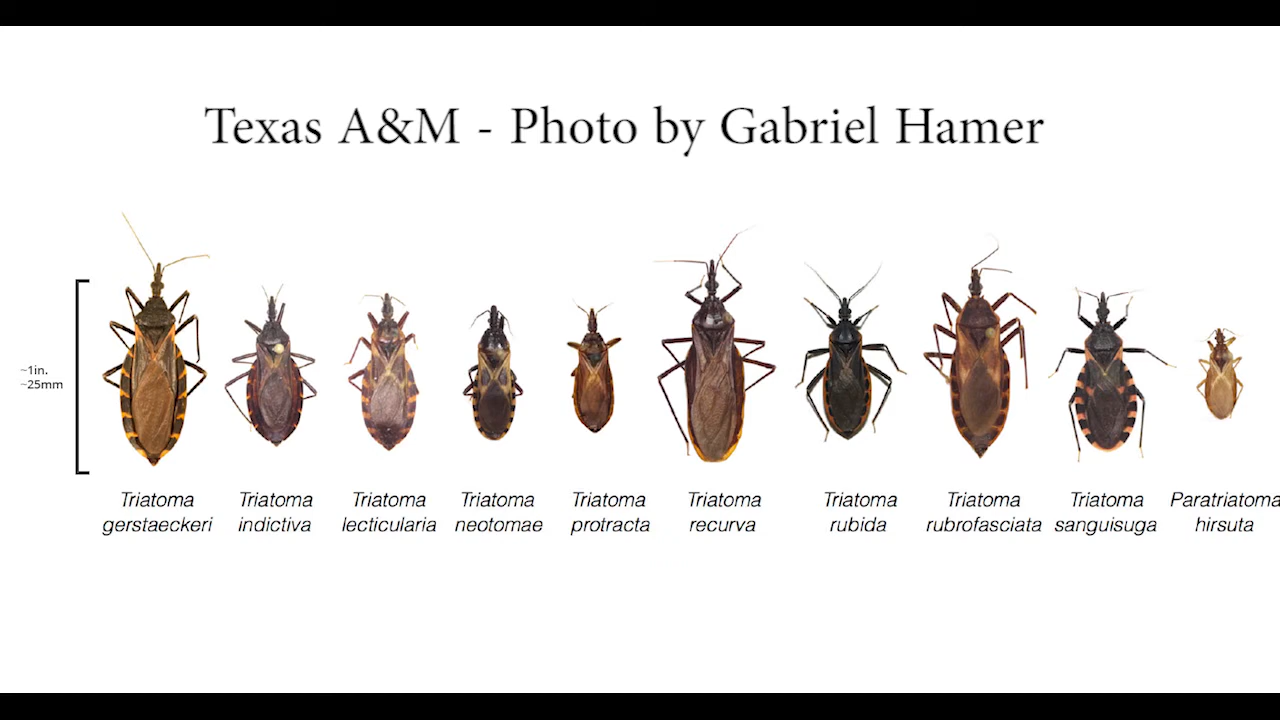 Texas A&M - Photo by Gabriel Hamer
~1in.
~25mm
Triatoma gerstaeckeri
Triatoma indictiva
Triatoma lecticularia
Triatoma neotomae
Triatoma protracta
Triatoma recurva
Triatoma rubida
Triatoma rubrofasciata
Triatoma sanguisuga
Paratriatoma hirsuta